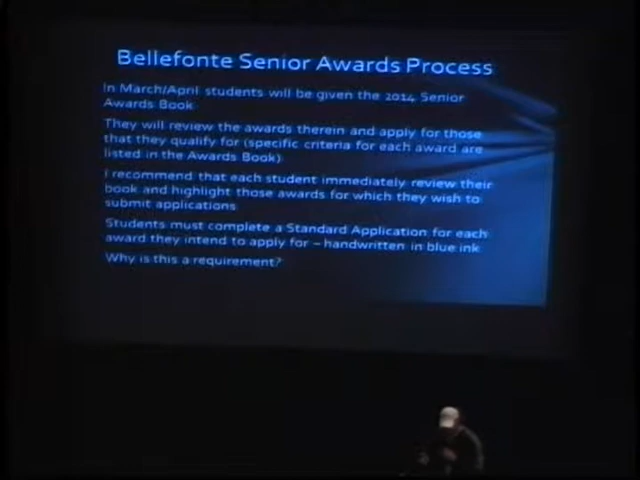 Bellefonte Senior Awards Process
In March/April students will be given the 2014 Senior
Awards Book
They will review the awards therein and apply for those
that they qualify for (specific criteria for each award are
listed in the Awards Book)
I recommend that each student immediately review their
book and highlight those awards for which they wish to
submit applications
Students must complete a Standard Application for each
award they intend to apply for – handwritten in blue ink
Why is this a requirement?